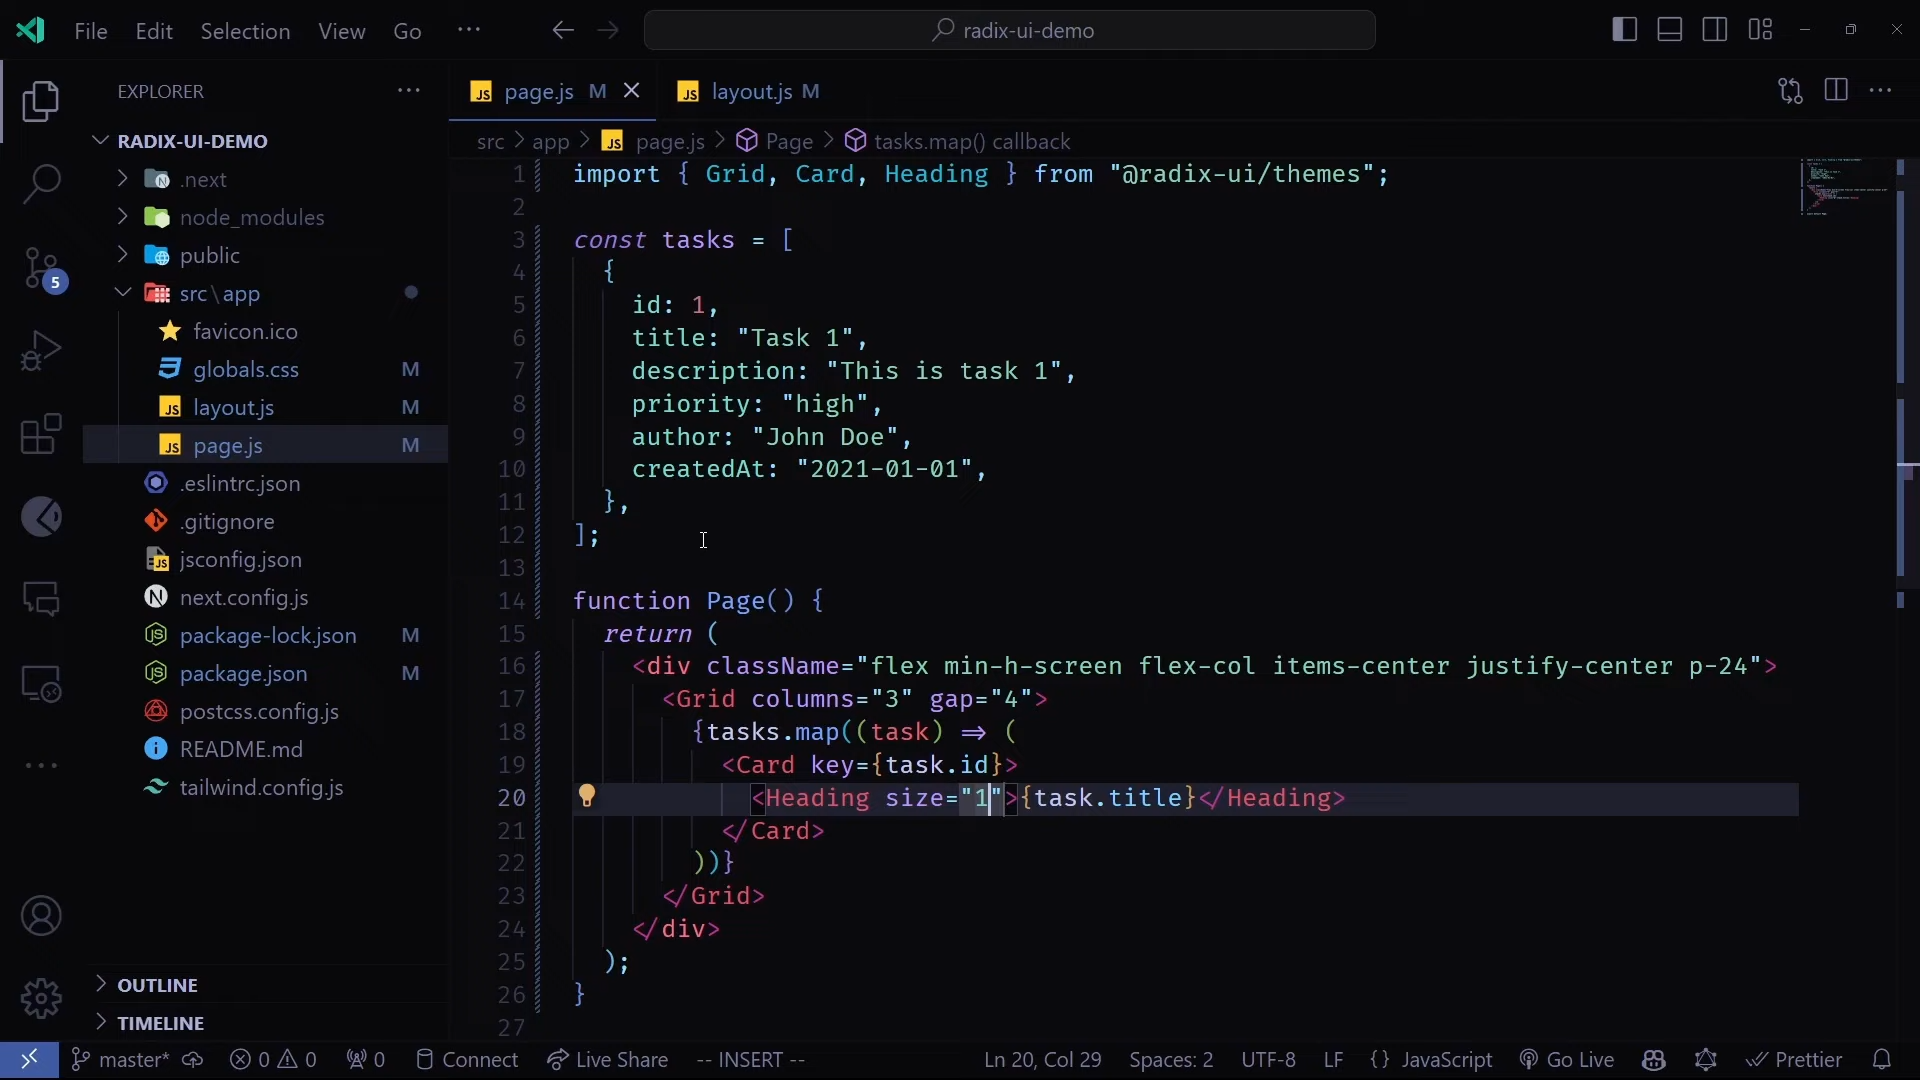 File Edit Selection View Go ··· radix-ui-demo
EXPLORER ···
RADIX-UI-DEMO
.next
node_modules
public
src\app
favicon.ico
globals.css M
layout.js M
page.js M
.eslintrc.json
.gitignore
jsconfig.json
next.config.js
package-lock.json M
package.json M
postcss.config.js
README.md
tailwind.config.js
OUTLINE
TIMELINE
5
page.js M layout.js M
src > app > page.js > Page > tasks.map() callback
1 import { Grid, Card, Heading } from "@radix-ui/themes";
2
3 const tasks = [
4 {
5 id: 1,
6 title: "Task 1",
7 description: "This is task 1",
8 priority: "high",
9 author: "John Doe",
10 createdAt: "2021-01-01",
11 },
12 ];
13
14 function Page() {
15 return (
16 <div className="flex min-h-screen flex-col items-center justify-center p-24">
17 <Grid columns="3" gap="4">
18 {tasks.map((task) => (
19 <Card key={task.id}>
20 <Heading size="1">{task.title}</Heading>
21 </Card>
22 ))}
23 </Grid>
24 </div>
25 );
26 }
27
master* 0 0 0 Connect Live Share -- INSERT -- Ln 20, Col 29 Spaces: 2 UTF-8 LF {} JavaScript Go Live Prettier